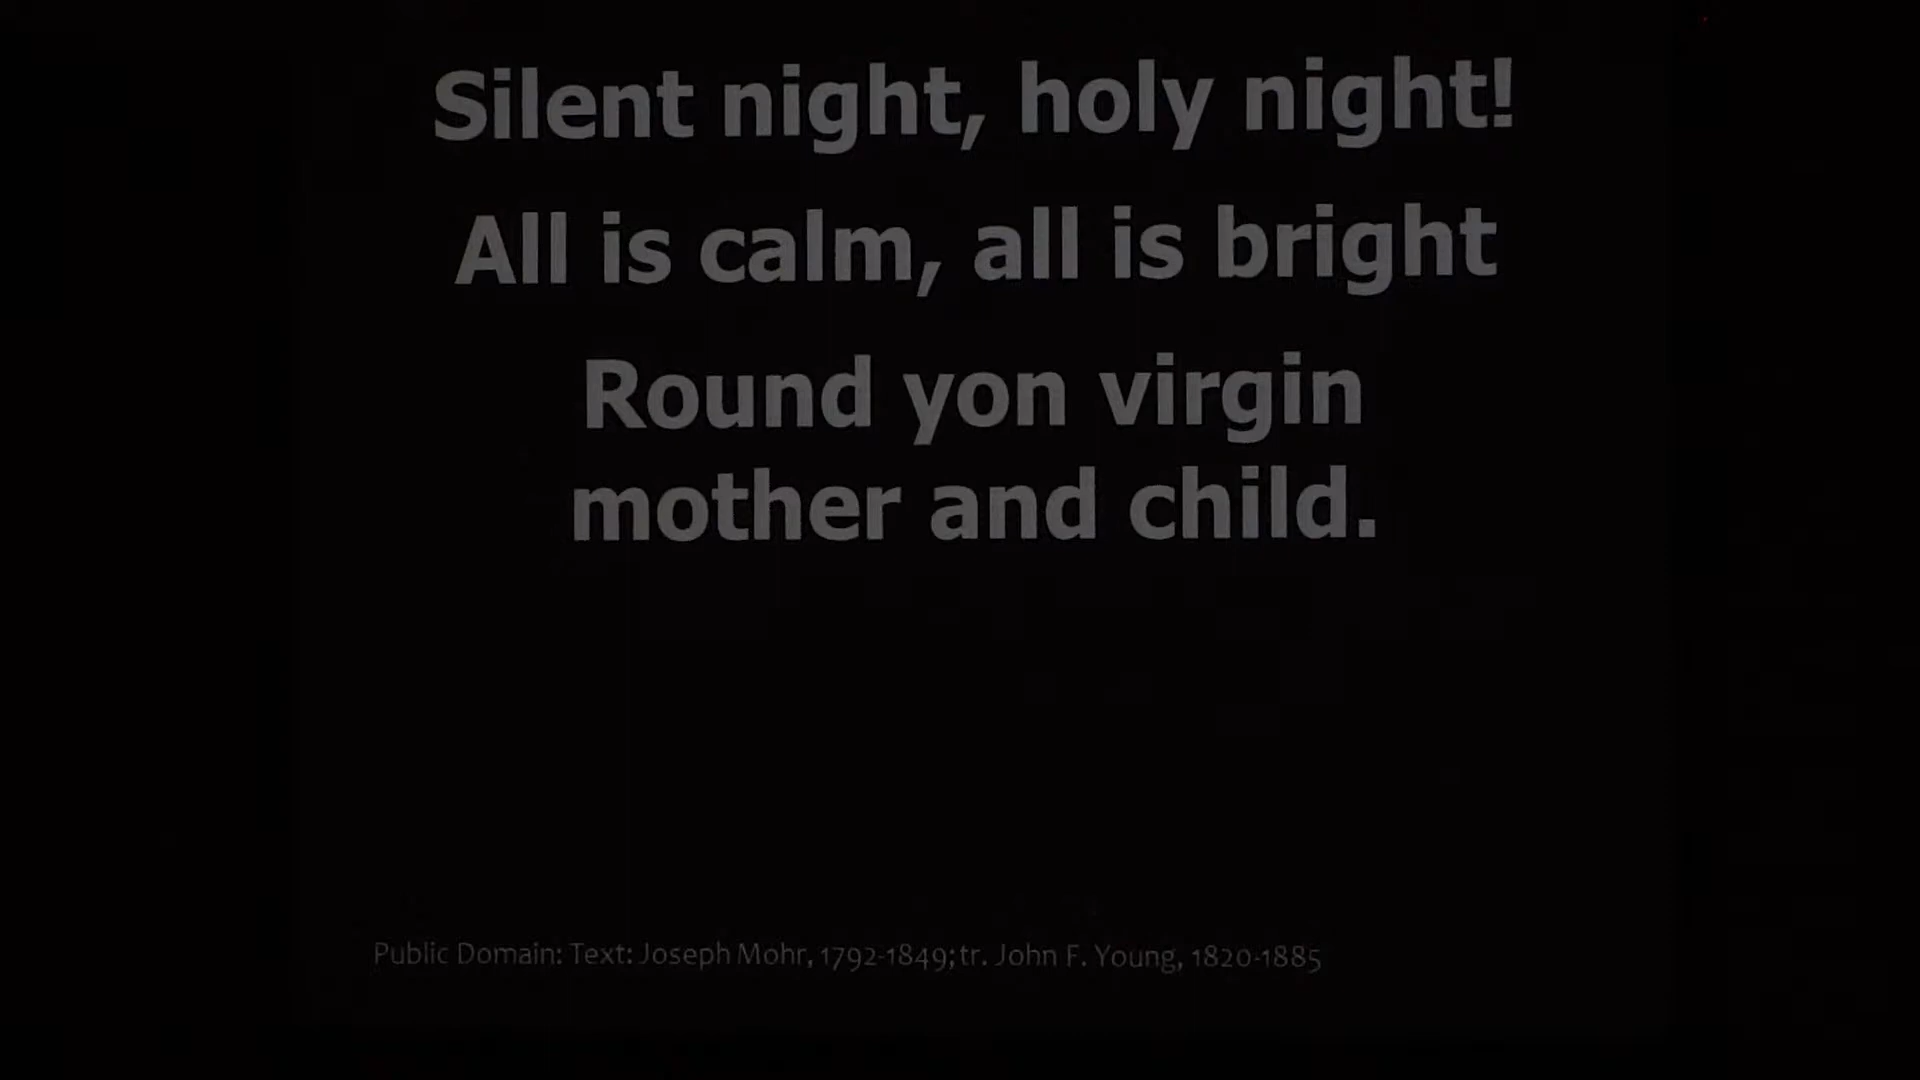 Silent night, holy night!
All is calm, all is bright
Round yon virgin
mother and child.
Public Domain: Text: Joseph Mohr, 1792-1849; tr. John F. Young, 1820-1885